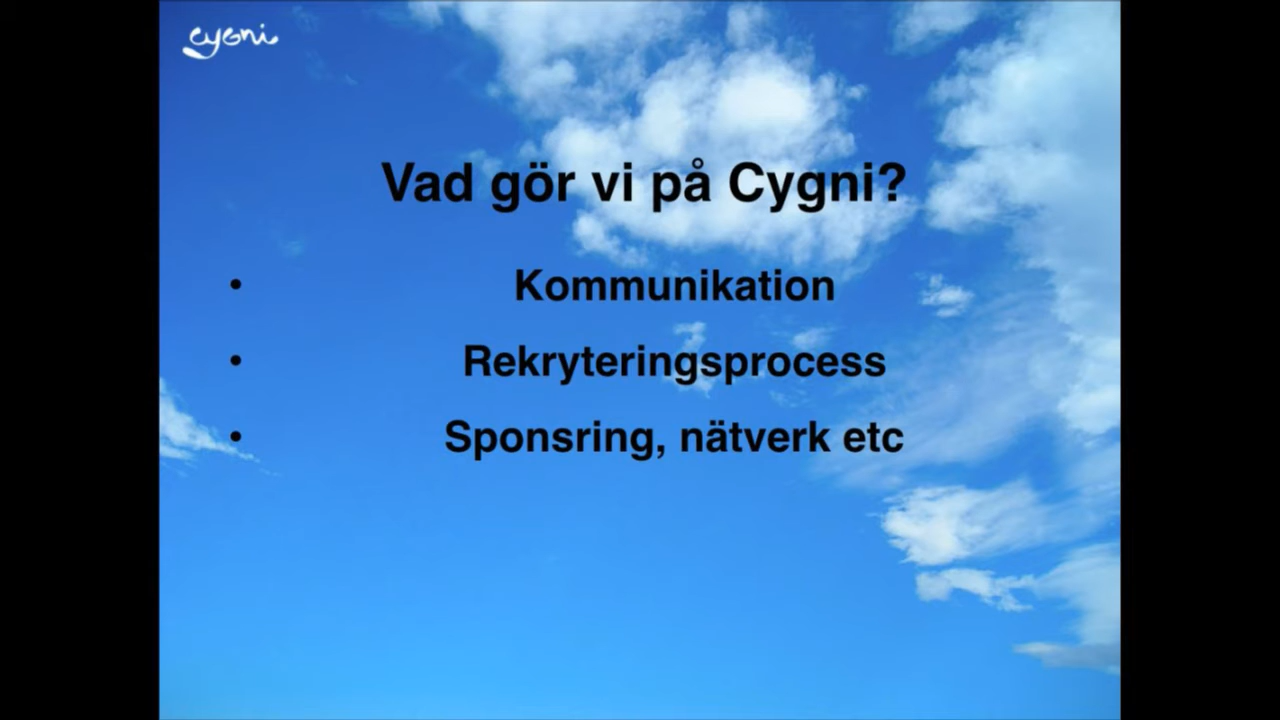 cygni
Vad gör vi på Cygni?
• Kommunikation
• Rekryteringsprocess
• Sponsring, nätverk etc